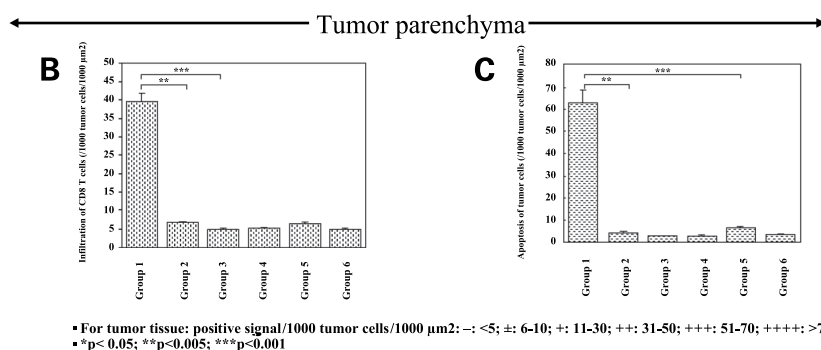 Tumor parenchyma
B
Infiltration of CD8 T cells (/1000 tumor cells/1000 µm2)
50
45
40
35
30
25
20
15
10
5
0
***
**
Group 1
Group 2
Group 3
Group 4
Group 5
Group 6
C
Apoptosis of tumor cells (/1000 tumor cells/1000 µm2)
80
70
60
50
40
30
20
10
0
***
**
Group 1
Group 2
Group 3
Group 4
Group 5
Group 6
▪ For tumor tissue: positive signal/1000 tumor cells/1000 µm2: –: <5; ±: 6-10; +: 11-30; ++: 31-50; +++: 51-70; ++++: >7
▪ *p< 0.05; **p<0.005; ***p<0.001